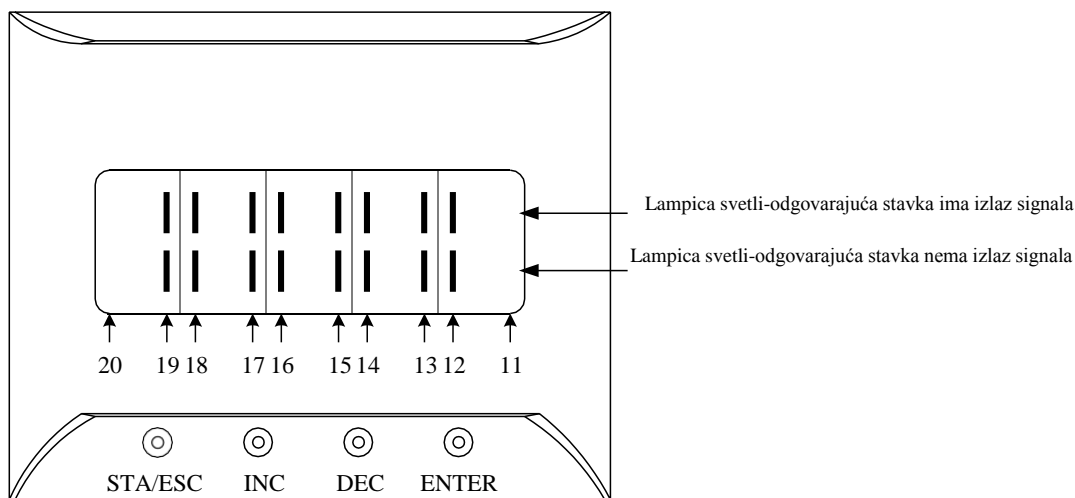 Lampica svetli-odgovarajuća stavka ima izlaz signala
Lampica svetli-odgovarajuća stavka nema izlaz signala
20 19 18 17 16 15 14 13 12 11
STA/ESC INC DEC ENTER